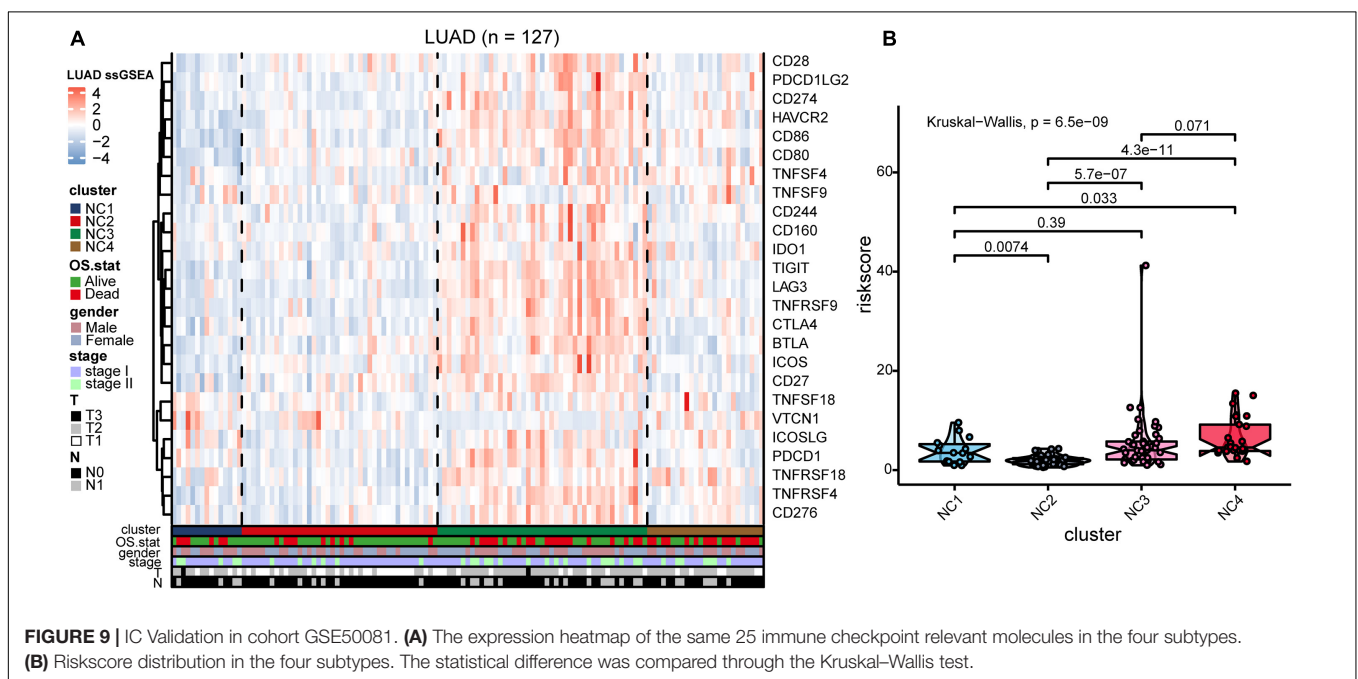 A
LUAD (n = 127)
LUAD ssGSEA
4
2
0
−2
−4
cluster
NC1
NC2
NC3
NC4
OS.stat
Alive
Dead
gender
Male
Female
stage
stage I
stage II
T
T3
T2
T1
N
N0
N1
CD28
PDCD1LG2
CD274
HAVCR2
CD86
CD80
TNFSF4
TNFSF9
CD244
CD160
IDO1
TIGIT
LAG3
TNFRSF9
CTLA4
BTLA
ICOS
CD27
TNFSF18
VTCN1
ICOSLG
PDCD1
TNFRSF18
TNFRSF4
CD276
cluster
OS.stat
gender
stage
T
N
B
Kruskal−Wallis, p = 6.5e−09
0.071
4.3e−11
5.7e−07
0.033
0.39
0.0074
60
40
20
0
riskscore
NC1
NC2
NC3
NC4
cluster
FIGURE 9 | IC Validation in cohort GSE50081. (A) The expression heatmap of the same 25 immune checkpoint relevant molecules in the four subtypes.
(B) Riskscore distribution in the four subtypes. The statistical difference was compared through the Kruskal–Wallis test.